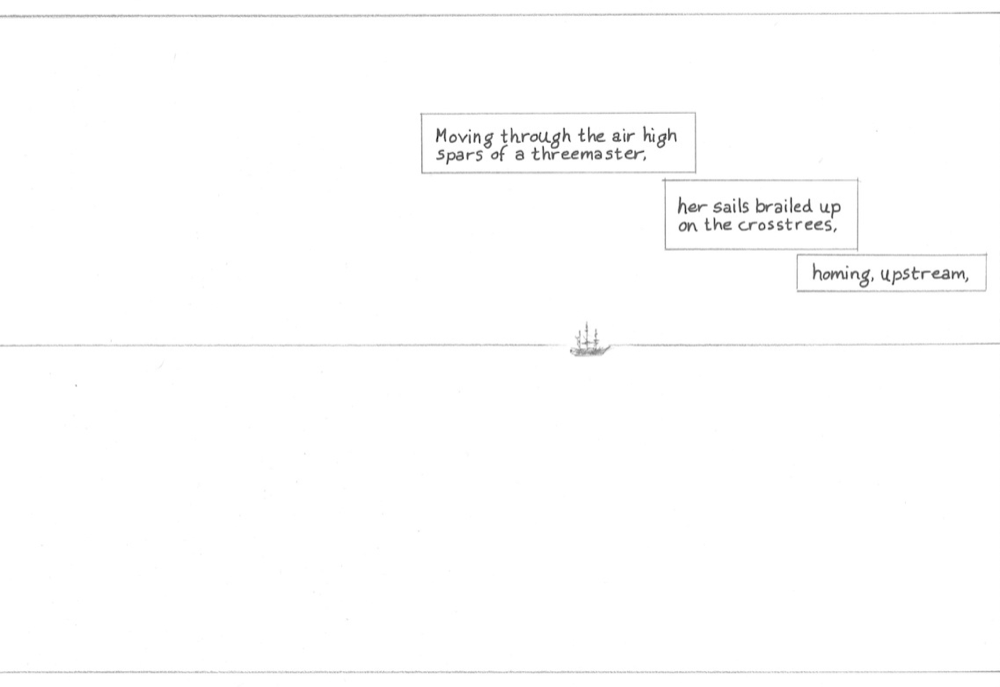 Moving through the air high
spars of a threemaster,
her sails brailed up
on the crosstrees,
homing, upstream,